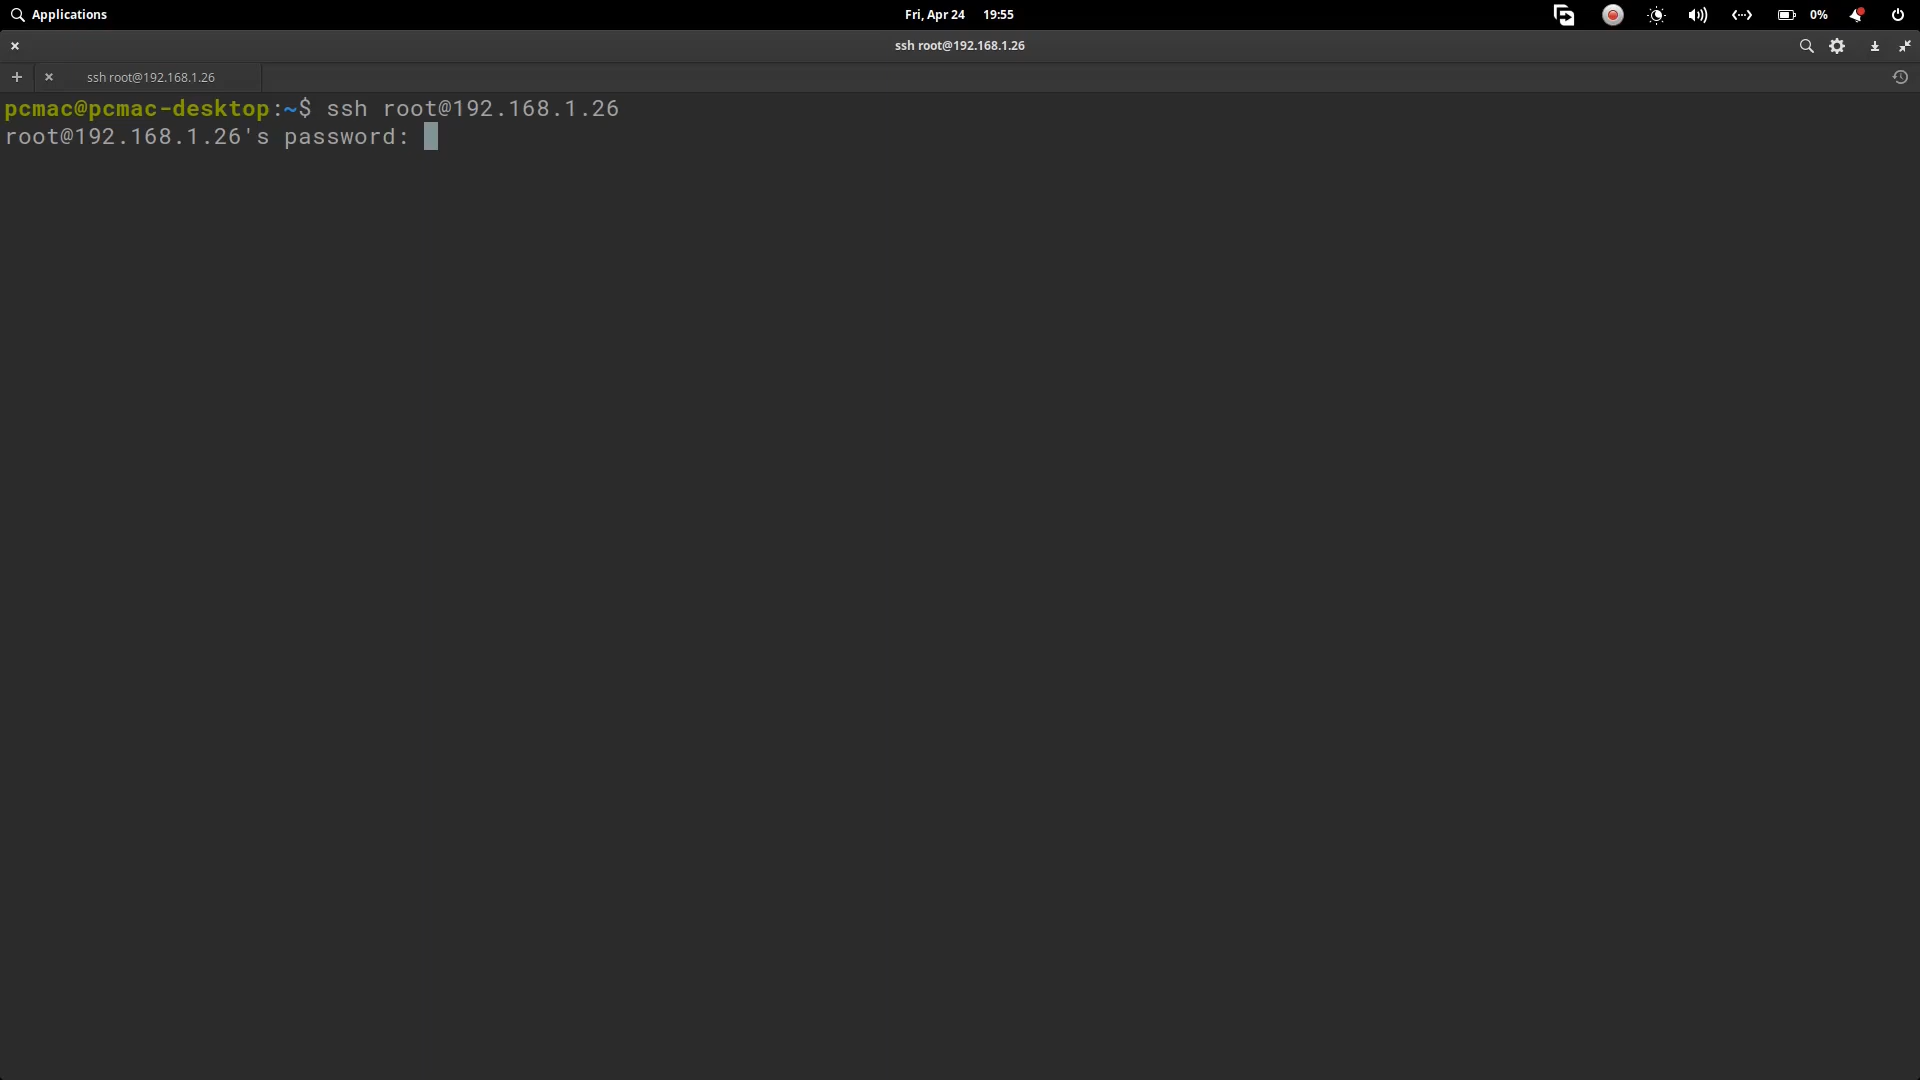 Applications
Fri, Apr 24 19:55
0%
ssh root@192.168.1.26
ssh root@192.168.1.26
pcmac@pcmac-desktop:~$ ssh root@192.168.1.26
root@192.168.1.26's password: